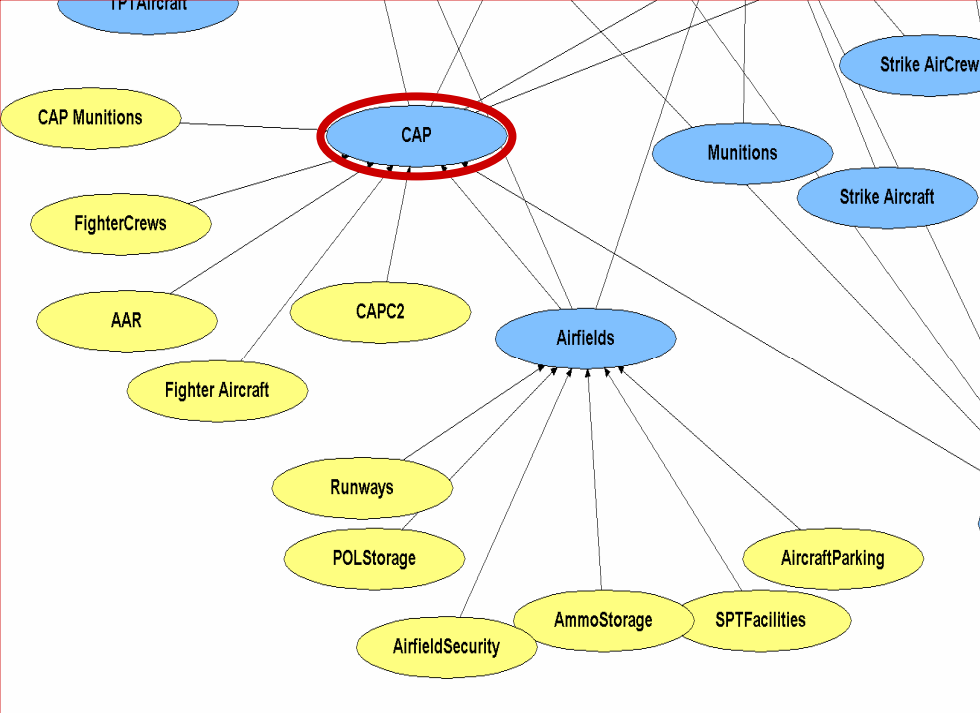 TPTAircraft
Strike AirCrew
CAP Munitions
CAP
Munitions
Strike Aircraft
FighterCrews
CAPC2
AAR
Airfields
Fighter Aircraft
Runways
POLStorage
AircraftParking
AmmoStorage
SPTFacilities
AirfieldSecurity